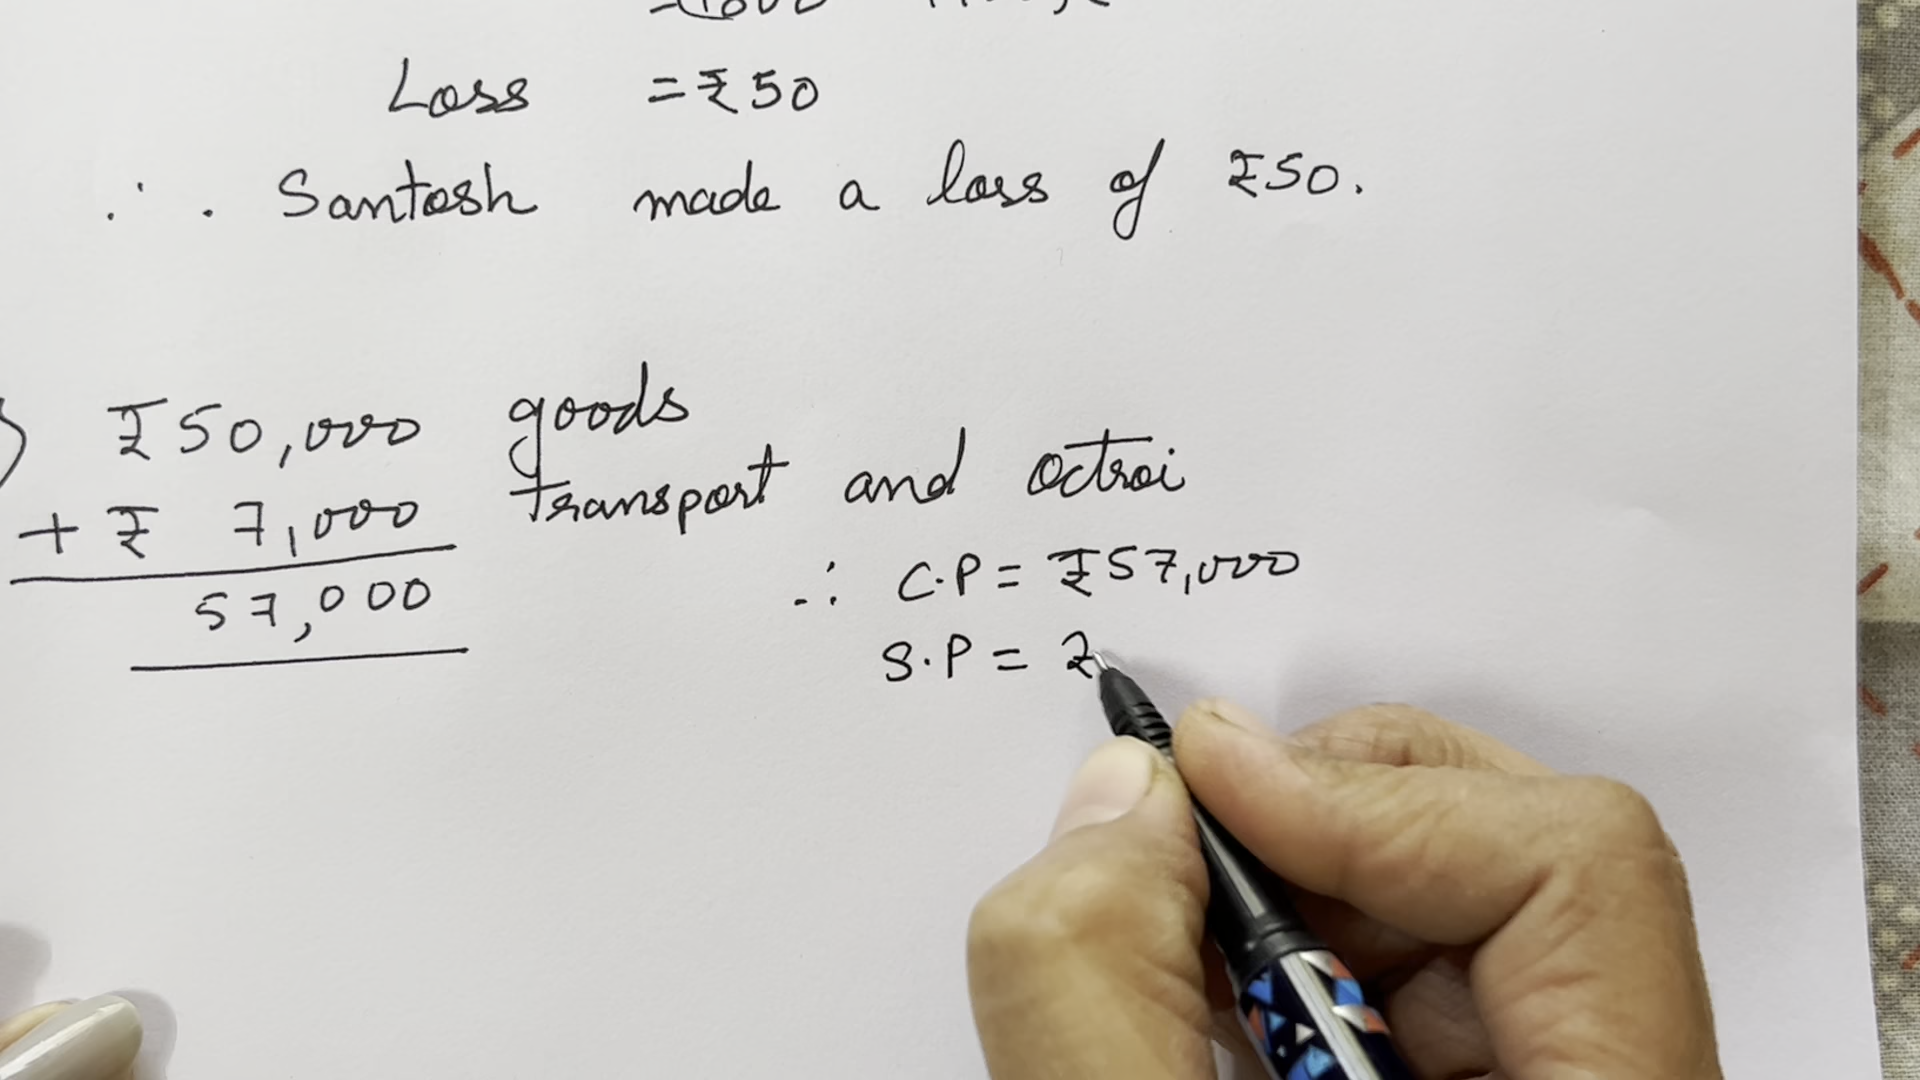 Loss = ₹50
∴ Santosh made a loss of ₹50.
₹50,000 goods
+ ₹ 7,000 transport and octroi
57,000
∴ C.P = ₹57,000
S.P = ₹